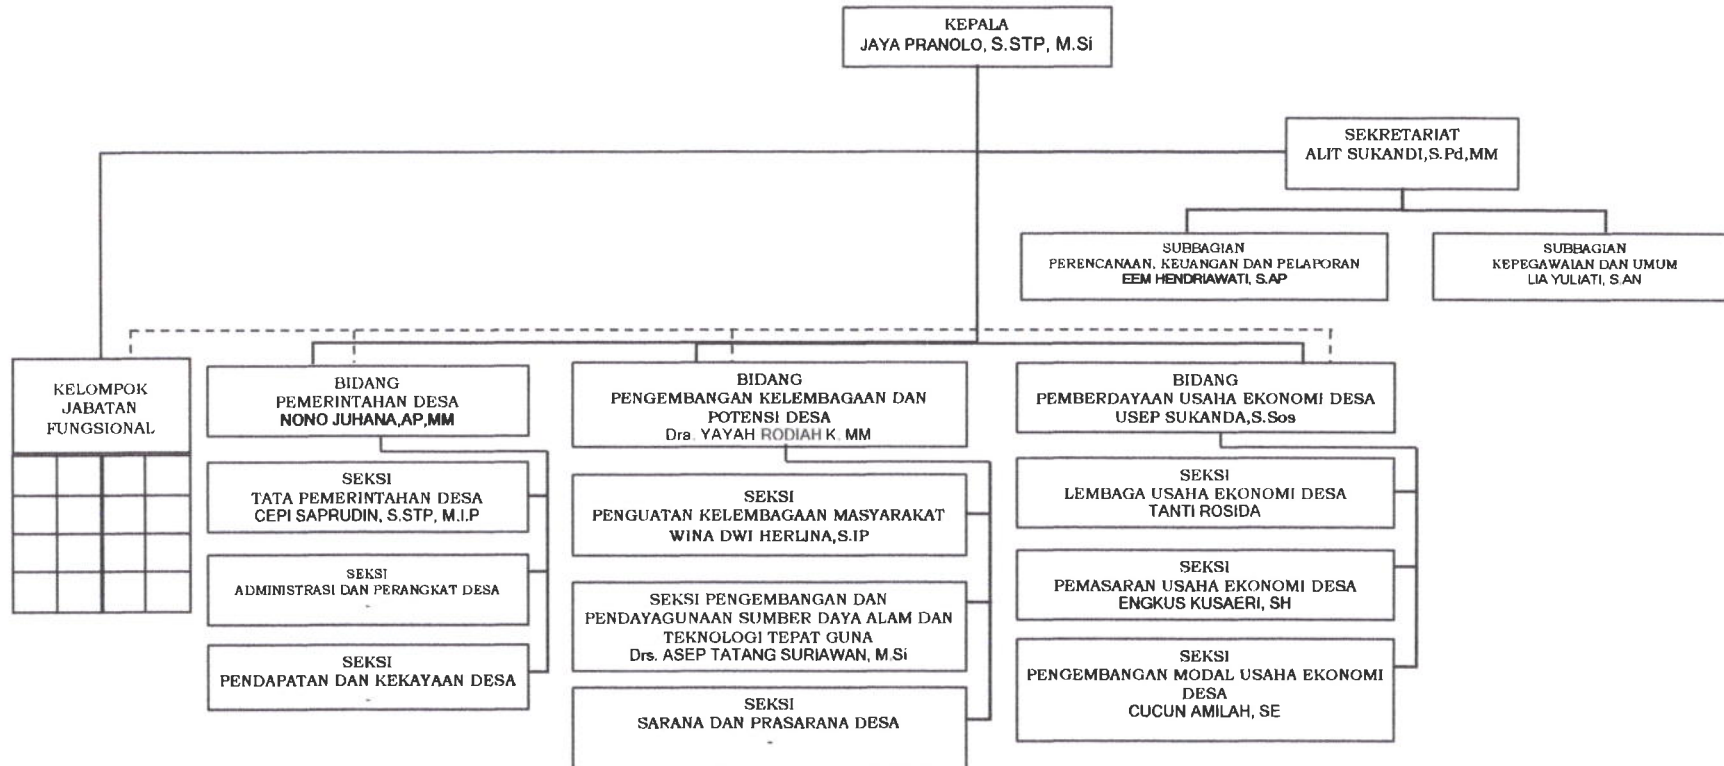 KEPALA
JAYA PRANOLO, S.STP, M.Si
SEKRETARIAT
ALIT SUKANDI,S.Pd,MM
SUBBAGIAN
PERENCANAAN, KEUANGAN DAN PELAPORAN
EEM HENDRIAWATI, S.AP
SUBBAGIAN
KEPEGAWAIAN DAN UMUM
LIA YULIATI, S.AN
KELOMPOK
JABATAN
FUNGSIONAL
BIDANG
PEMERINTAHAN DESA
NONO JUHANA,AP,MM
SEKSI
TATA PEMERINTAHAN DESA
CEPI SAPRUDIN, S.STP, M.I.P
SEKSI
ADMINISTRASI DAN PERANGKAT DESA
-
SEKSI
PENDAPATAN DAN KEKAYAAN DESA
-
BIDANG
PENGEMBANGAN KELEMBAGAAN DAN
POTENSI DESA
Dra. YAYAH RODIAH K. MM
SEKSI
PENGUATAN KELEMBAGAAN MASYARAKAT
WINA DWI HERLINA,S.IP
SEKSI PENGEMBANGAN DAN
PENDAYAGUNAAN SUMBER DAYA ALAM DAN
TEKNOLOGI TEPAT GUNA
Drs. ASEP TATANG SURIAWAN, M.Si
SEKSI
SARANA DAN PRASARANA DESA
-
BIDANG
PEMBERDAYAAN USAHA EKONOMI DESA
USEP SUKANDA,S.Sos
SEKSI
LEMBAGA USAHA EKONOMI DESA
TANTI ROSIDA
SEKSI
PEMASARAN USAHA EKONOMI DESA
ENGKUS KUSAERI, SH
SEKSI
PENGEMBANGAN MODAL USAHA EKONOMI
DESA
CUCUN AMILAH, SE